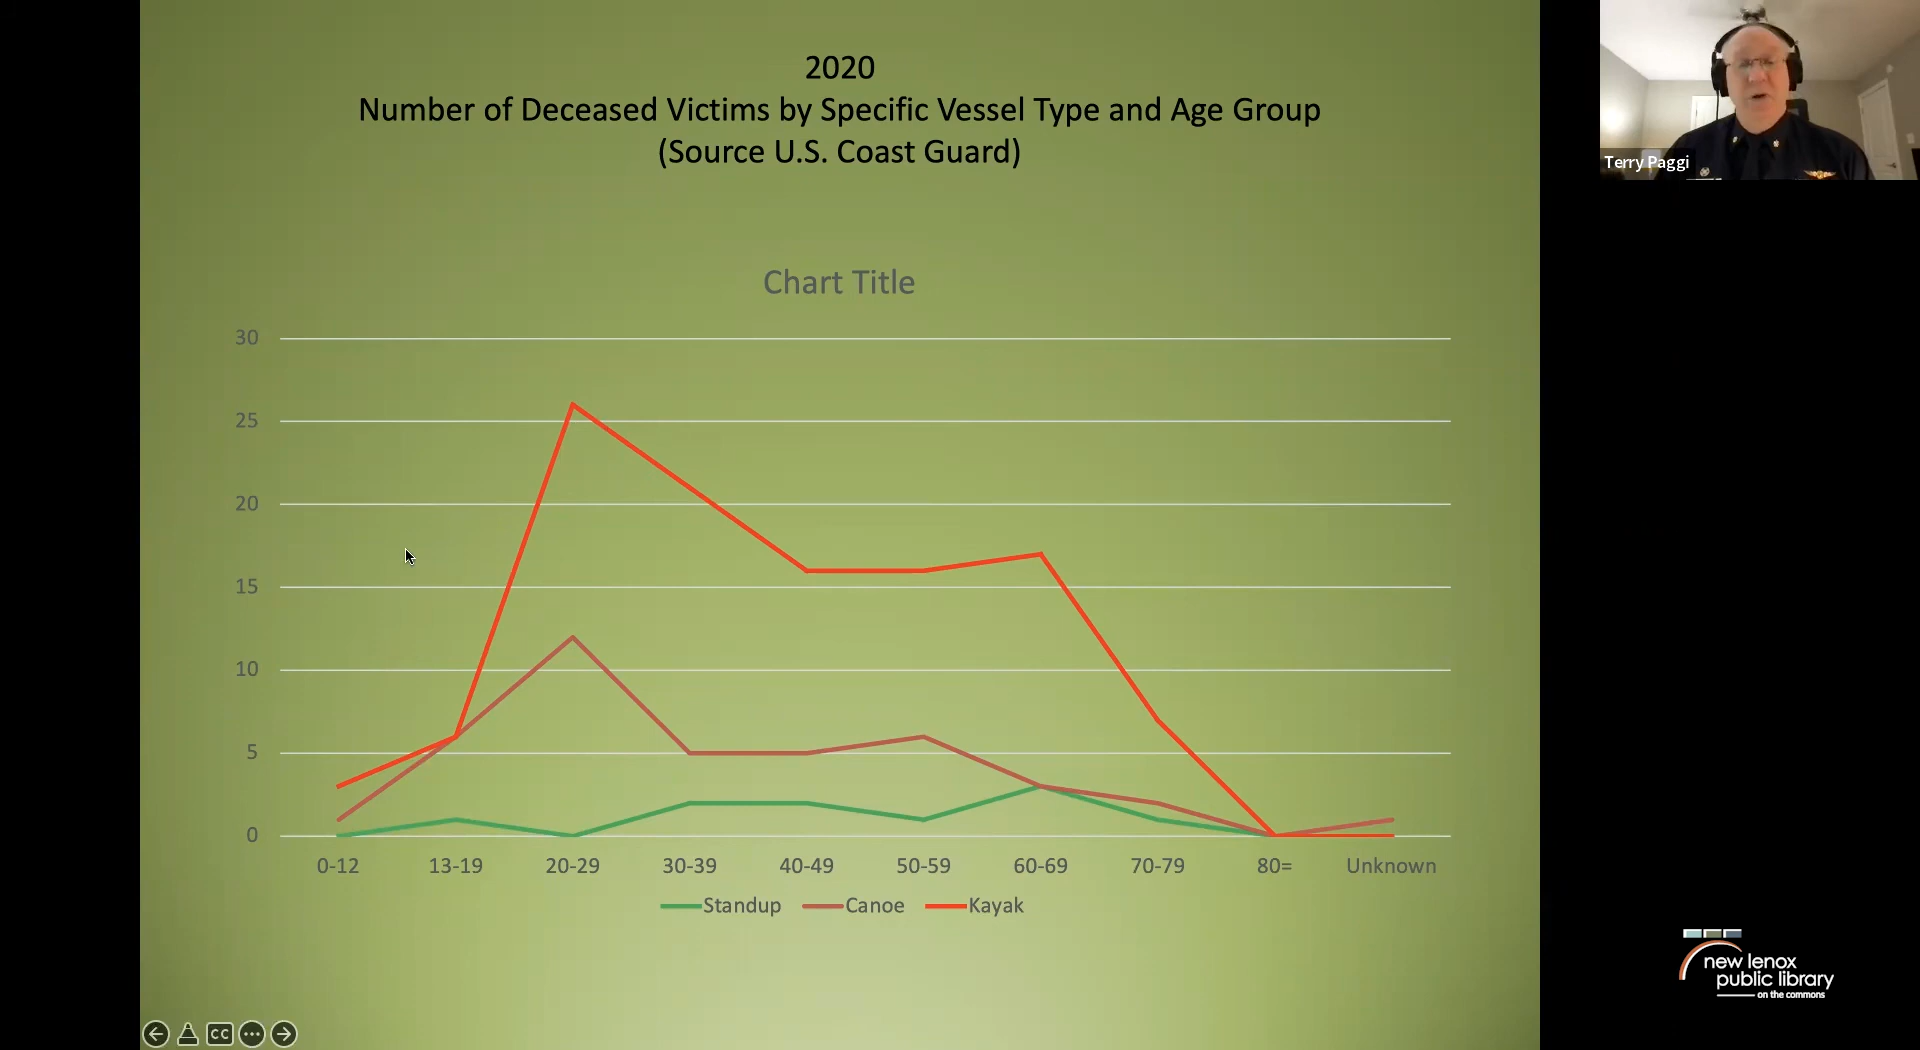 2020
Number of Deceased Victims by Specific Vessel Type and Age Group
(Source U.S. Coast Guard)
Terry Paggi
Chart Title
30
25
20
15
10
5
0
0-12 13-19 20-29 30-39 40-49 50-59 60-69 70-79 80= Unknown
Standup Canoe Kayak
new lenox
public library
on the commons
CC